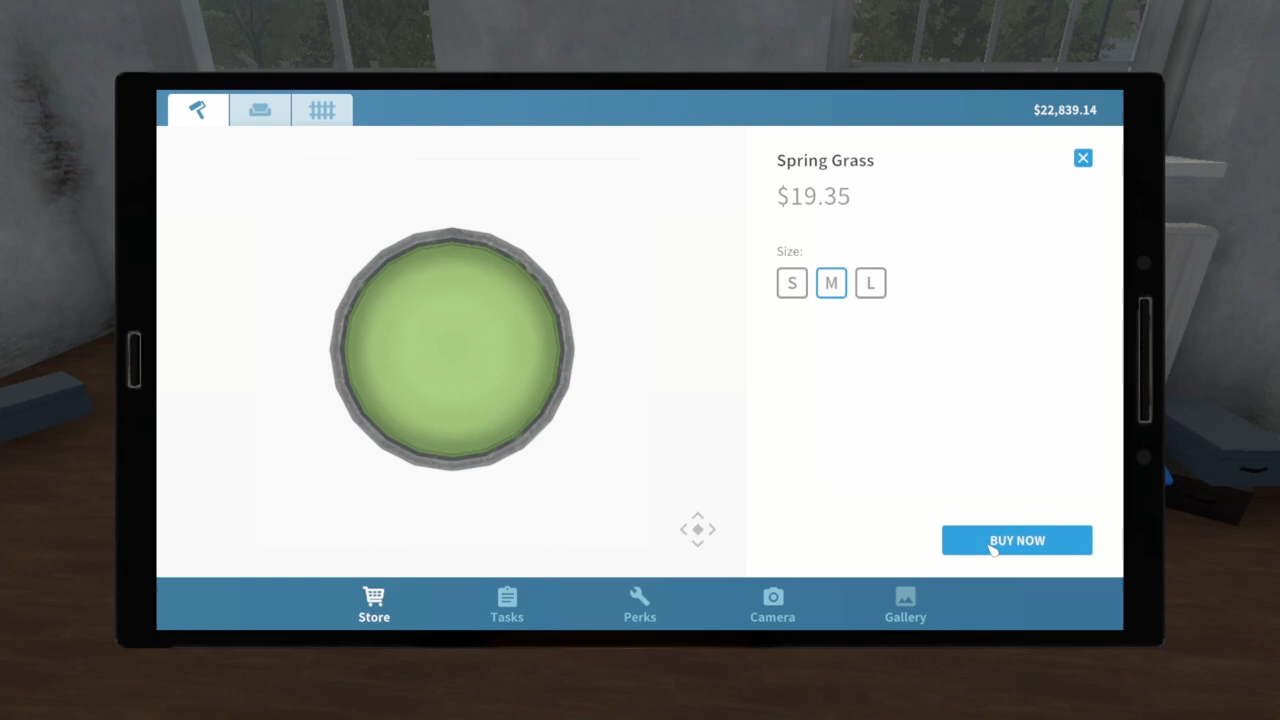 $22,839.14
Spring Grass
$19.35
Size:
S M L
BUY NOW
Store Tasks Perks Camera Gallery